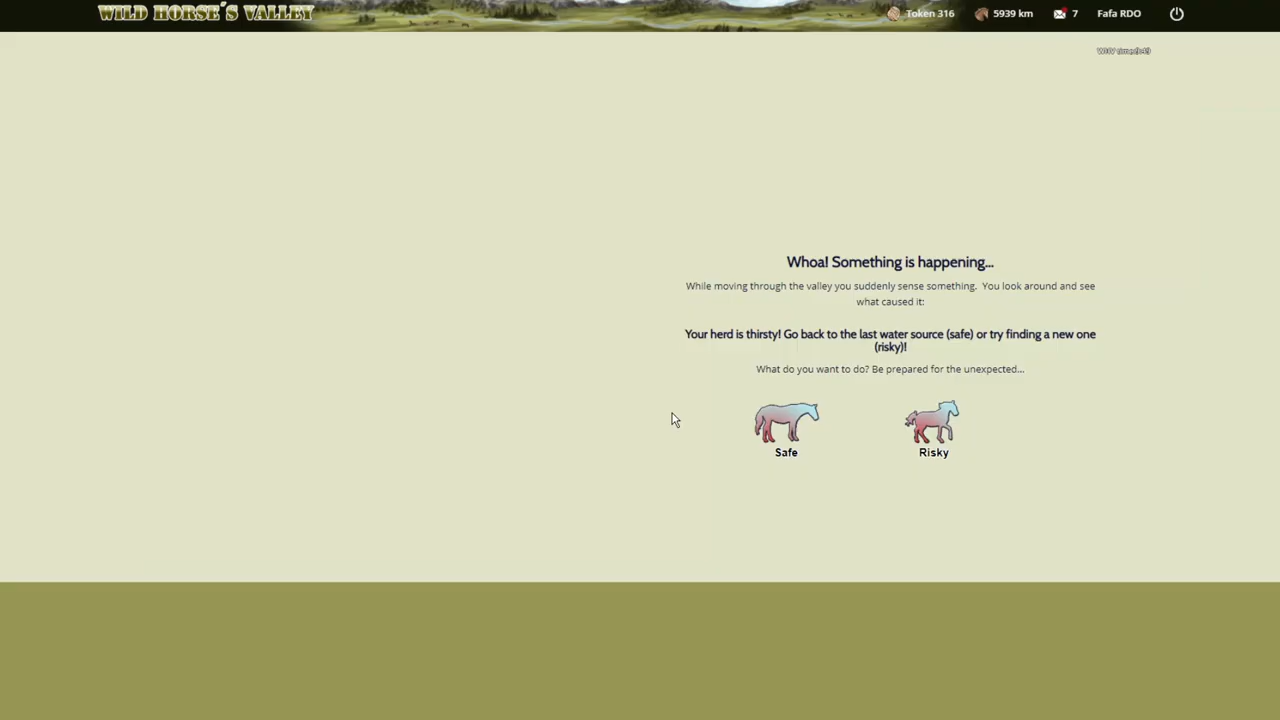 WILD HORSE´S VALLEY
Token 316
5939 km
7
Fafa RDO
Whoa! Something is happening...
While moving through the valley you suddenly sense something. You look around and see
what caused it:
Your herd is thirsty! Go back to the last water source (safe) or try finding a new one
(risky)!
What do you want to do? Be prepared for the unexpected...
Safe
Risky